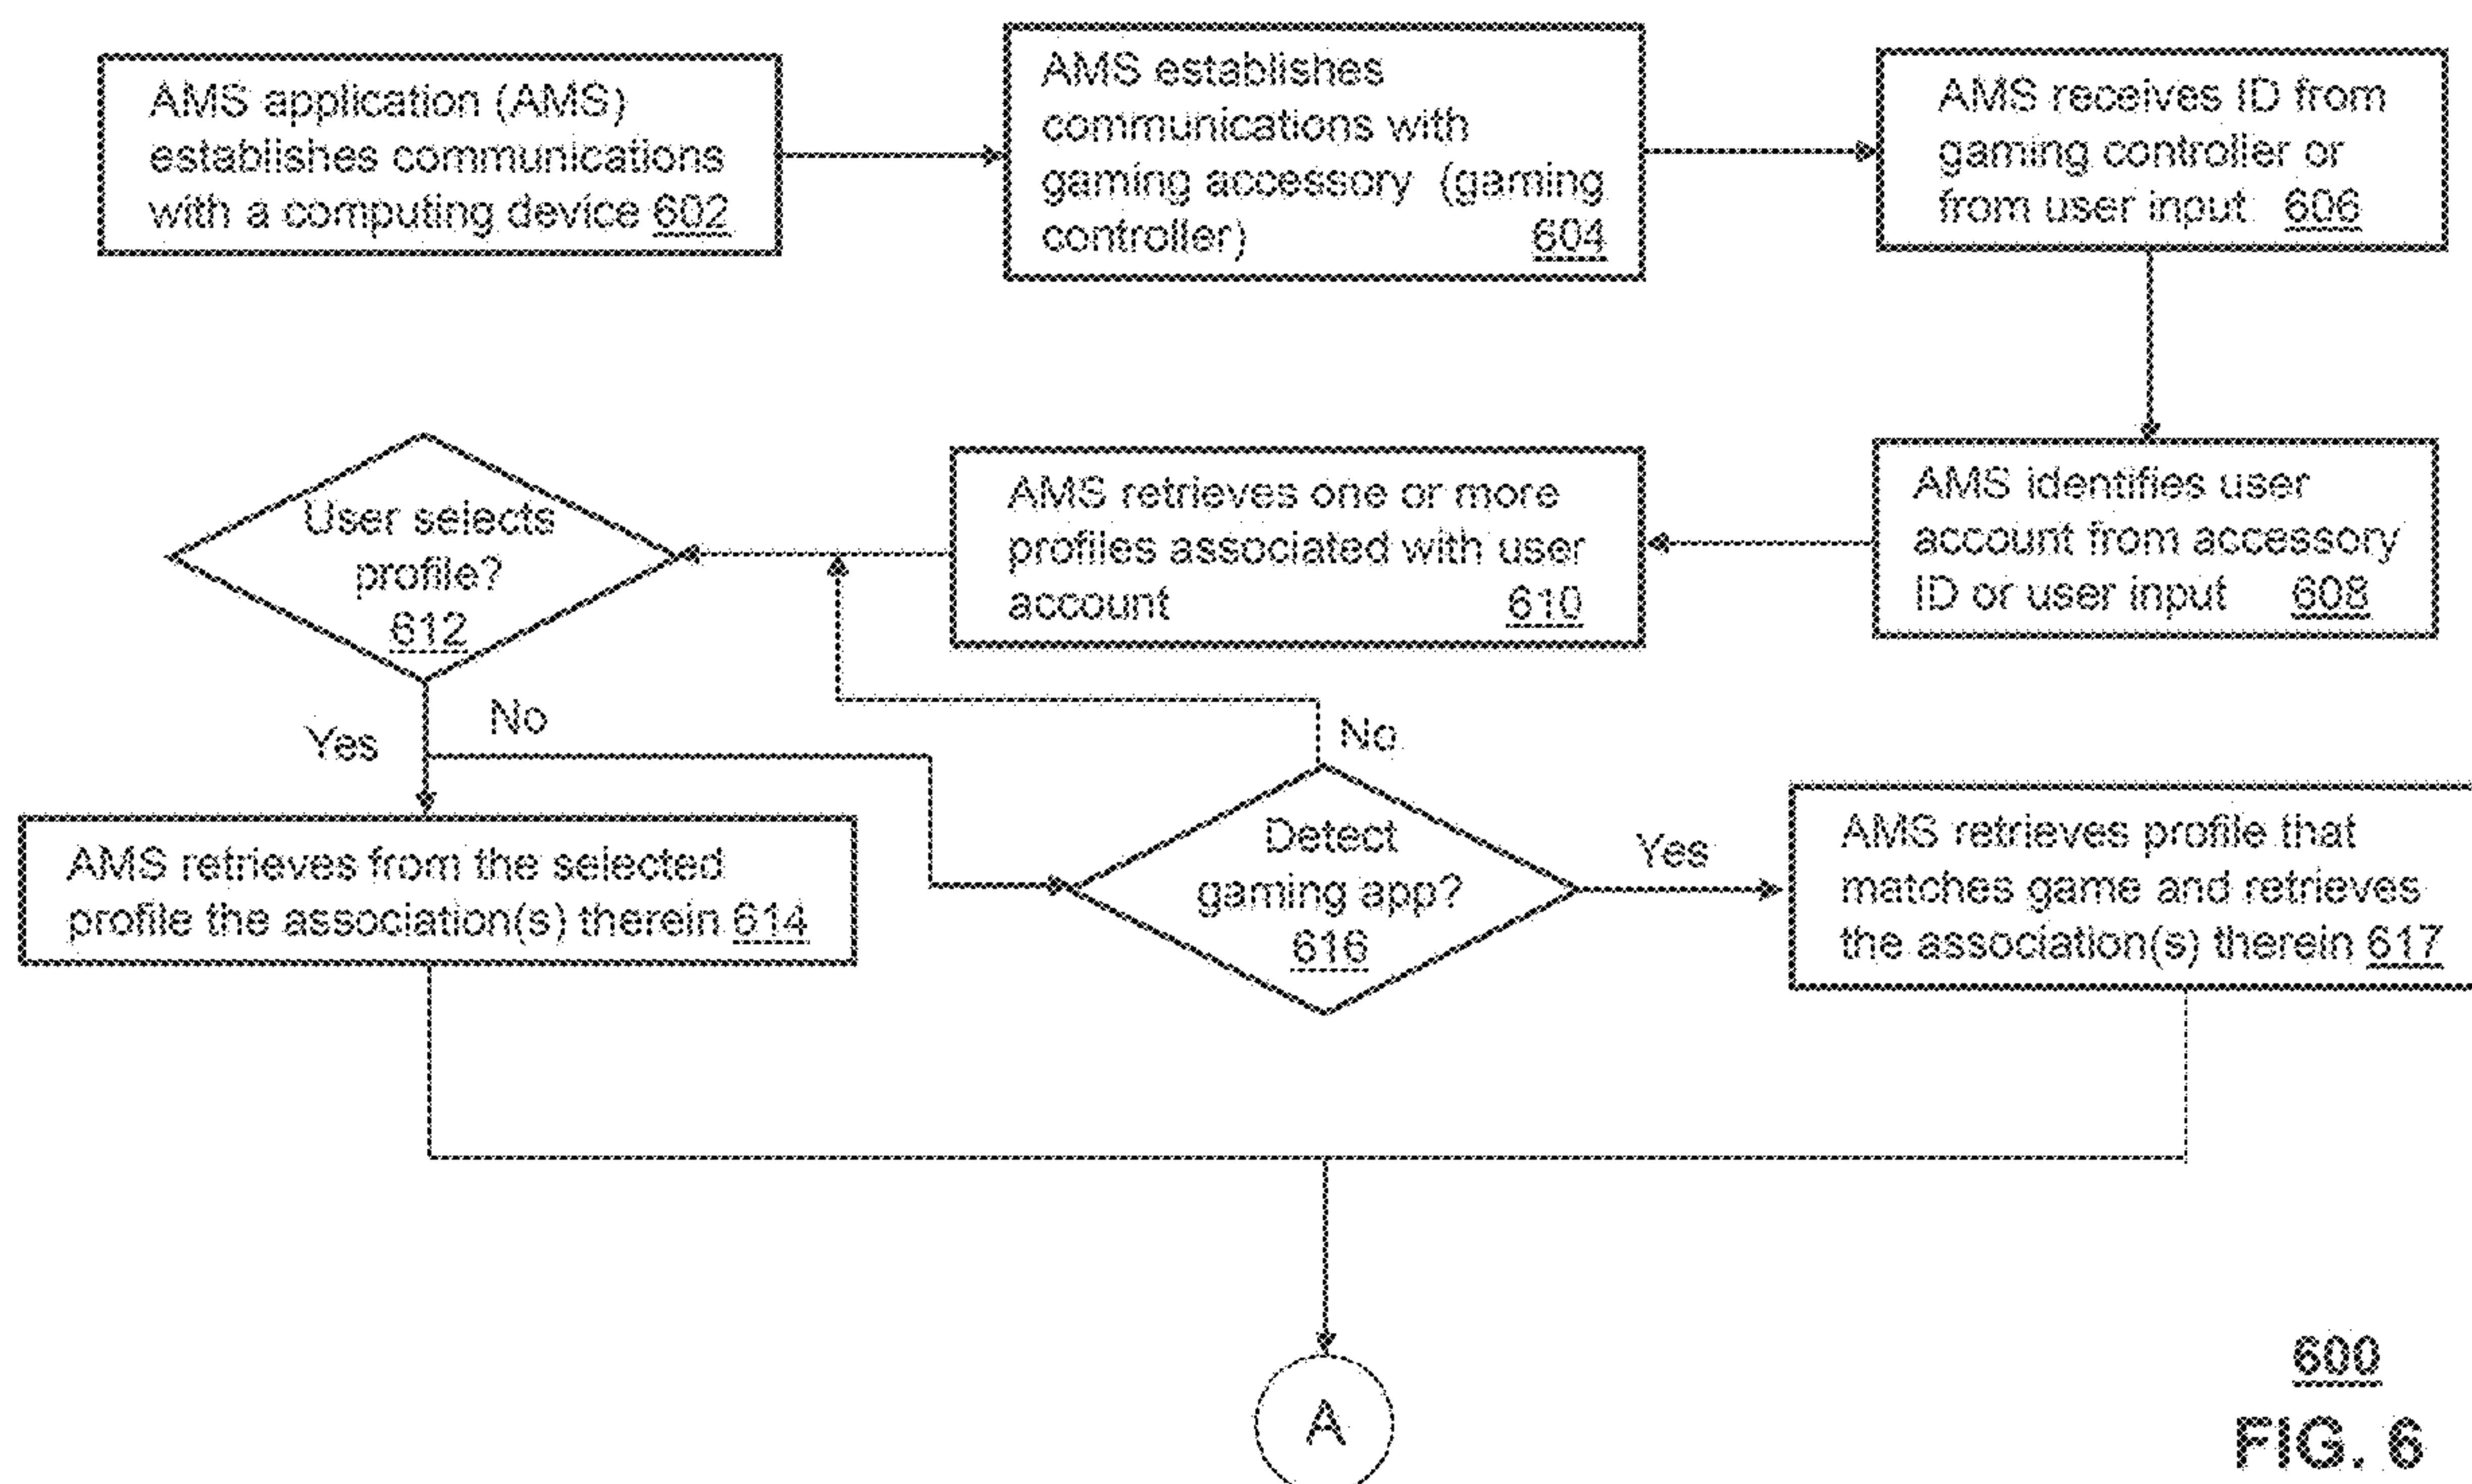 AMS application (AMS)
establishes communications
with a computing device 602
AMS establishes
communications with
gaming accessory (gaming
controller) 604
AMS receives ID from
gaming controller or
from user input 606
AMS identifies user
account from accessory
ID or user input 608
AMS retrieves one or more
profiles associated with user
account 610
User selects
profile?
612
Yes
No
AMS retrieves from the selected
profile the association(s) therein 614
Detect
gaming app?
616
No
Yes
AMS retrieves profile that
matches game and retrieves
the association(s) therein 617
A
600
FIG. 6